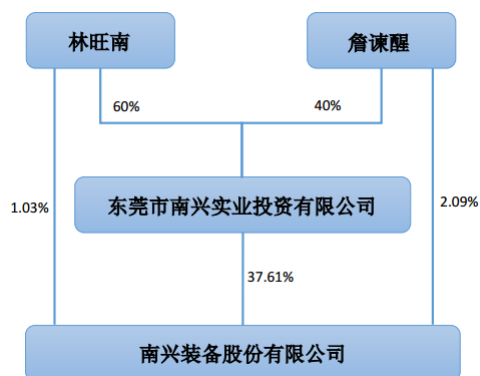 林旺南
詹谏醒
60%
40%
东莞市南兴实业投资有限公司
1.03%
2.09%
37.61%
南兴装备股份有限公司